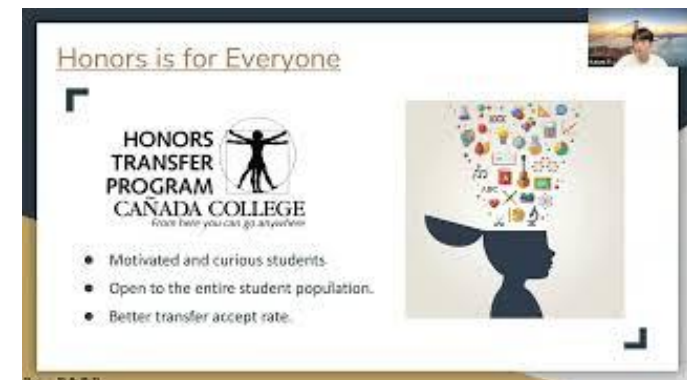 Honors is for Everyone
HONORS
TRANSFER
PROGRAM
CAÑADA COLLEGE
From here you can go anywhere
Motivated and curious students
Open to the entire student population.
Better transfer accept rate.
ABC